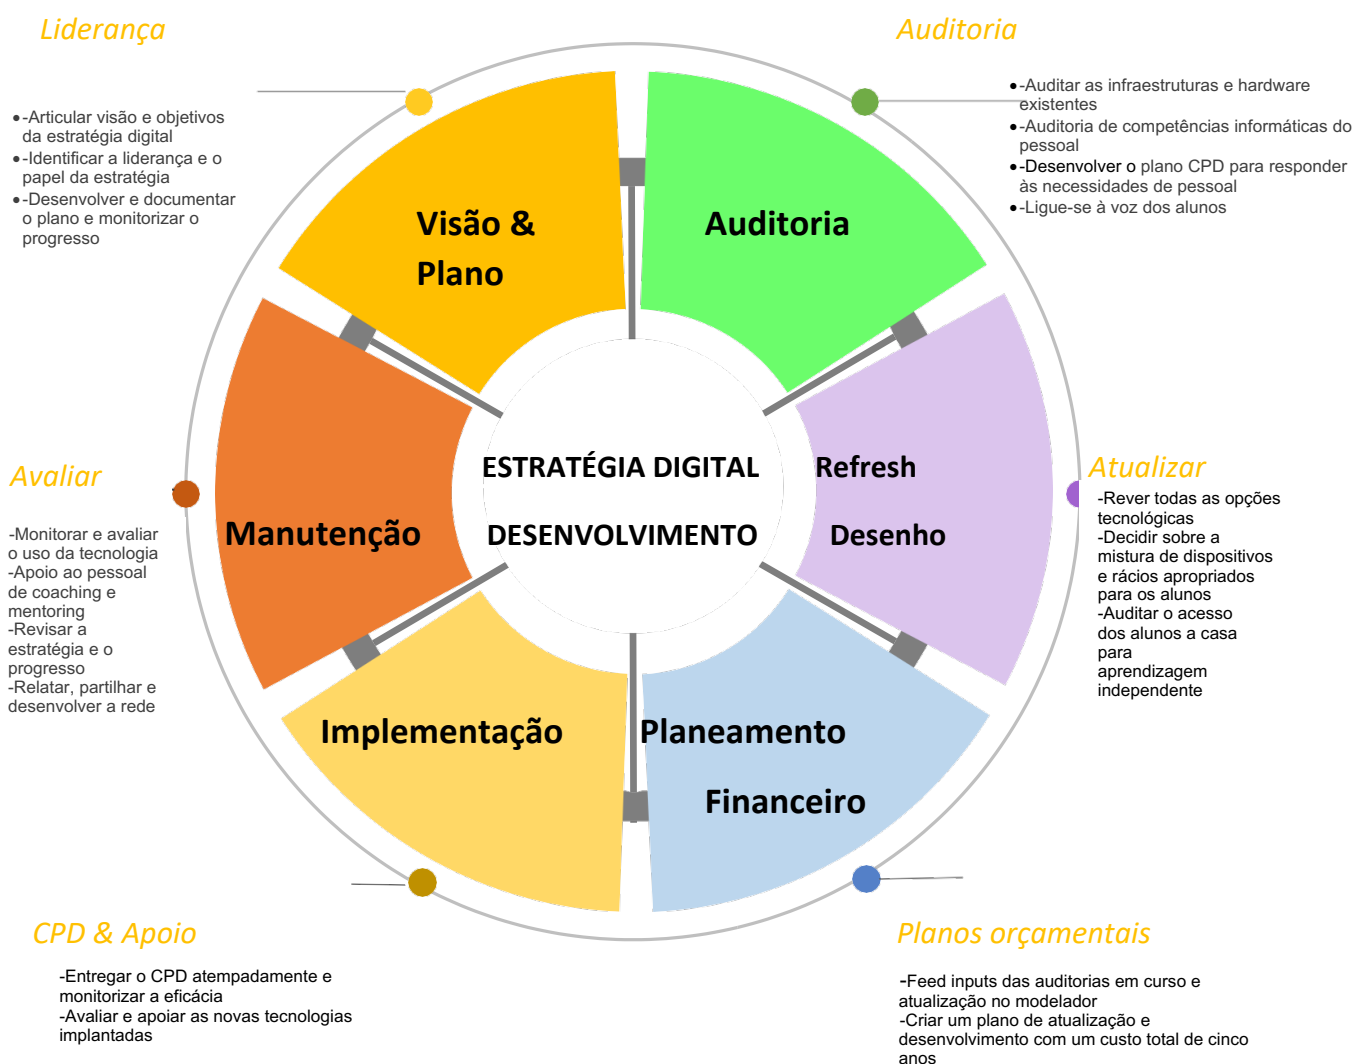 Liderança
•-Articular visão e objetivos
da estratégia digital
•-Identificar a liderança e o
papel da estratégia
•-Desenvolver e documentar
o plano e monitorizar o
progresso
Auditoria
•-Auditar as infraestruturas e hardware
existentes
•-Auditoria de competências informáticas do
pessoal
•-Desenvolver o plano CPD para responder
às necessidades de pessoal
•-Ligue-se à voz dos alunos
Visão &
Plano
Auditoria
Refresh
Desenho
Planeamento
Financeiro
Implementação
Manutenção
ESTRATÉGIA DIGITAL
DESENVOLVIMENTO
Avaliar
-Monitorar e avaliar
o uso da tecnologia
-Apoio ao pessoal
de coaching e
mentoring
-Revisar a
estratégia e o
progresso
-Relatar, partilhar e
desenvolver a rede
Atualizar
-Rever todas as opções
tecnológicas
-Decidir sobre a
mistura de dispositivos
e rácios apropriados
para os alunos
-Auditar o acesso
dos alunos a casa
para
aprendizagem
independente
CPD & Apoio
-Entregar o CPD atempadamente e
monitorizar a eficácia
-Avaliar e apoiar as novas tecnologias
implantadas
Planos orçamentais
-Feed inputs das auditorias em curso e
atualização no modelador
-Criar um plano de atualização e
desenvolvimento com um custo total de cinco
anos